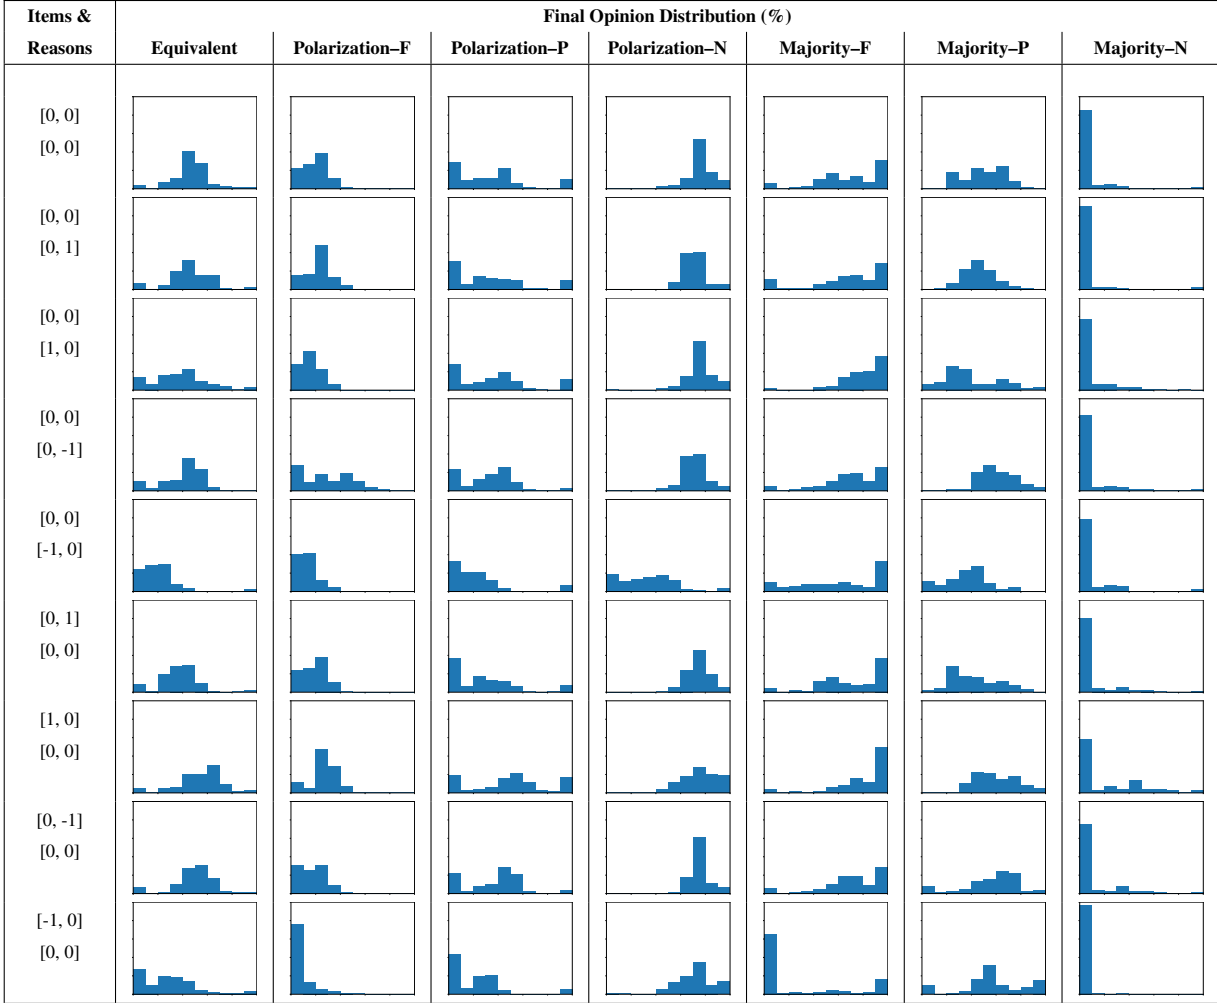 Items &
Final Opinion Distribution (%)
Reasons
Equivalent
Polarization–F
Polarization–P
Polarization–N
Majority–F
Majority–P
Majority–N
[0, 0]
[0, 0]
[0, 0]
[0, 1]
[0, 0]
[1, 0]
[0, 0]
[0, -1]
[0, 0]
[-1, 0]
[0, 1]
[0, 0]
[1, 0]
[0, 0]
[0, -1]
[0, 0]
[-1, 0]
[0, 0]